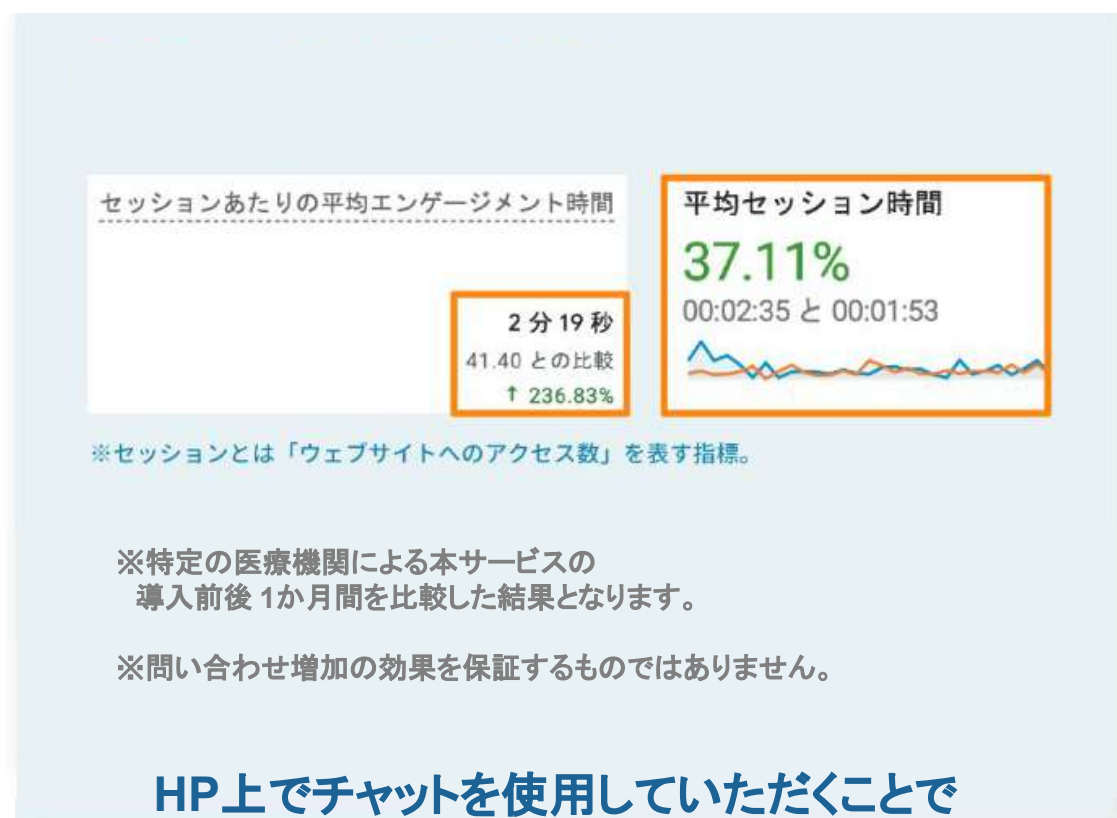 セッションあたりの平均エンゲージメント時間
2 分 19 秒
41.40 との比較
↑ 236.83%
平均セッション時間
37.11%
00:02:35 と 00:01:53
※セッションとは「ウェブサイトへのアクセス数」を表す指標。
※特定の医療機関による本サービスの
導入前後 1か月間を比較した結果となります。
※問い合わせ増加の効果を保証するものではありません。
HP上でチャットを使用していただくことで